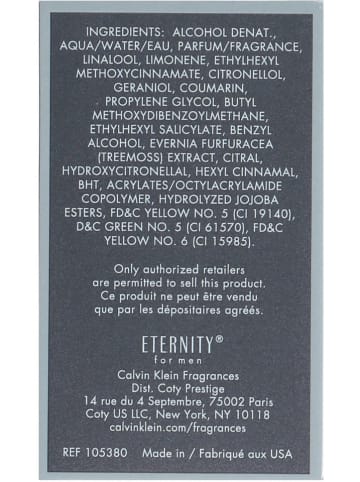 INGREDIENTS: ALCOHOL DENAT.,
AQUA/WATER/EAU, PARFUM/FRAGRANCE,
LINALOOL, LIMONENE, ETHYLHEXYL
METHOXYCINNAMATE, CITRONELLOL,
GERANIOL, COUMARIN,
PROPYLENE GLYCOL, BUTYL
METHOXYDIBENZOYLMETHANE,
ETHYLHEXYL SALICYLATE, BENZYL
ALCOHOL, EVERNIA FURFURACEA
(TREEMOSS) EXTRACT, CITRAL,
HYDROXYCITRONELLAL, HEXYL CINNAMAL,
BHT, ACRYLATES/OCTYLACRYLAMIDE
COPOLYMER, HYDROLYZED JOJOBA
ESTERS, FD&C YELLOW NO. 5 (CI 19140),
D&C GREEN NO. 5 (CI 61570), FD&C
YELLOW NO. 6 (CI 15985).
Only authorized retailers
are permitted to sell this product.
Ce produit ne peut être vendu
que par les dépositaires agréés.
ETERNITY®
for men
Calvin Klein Fragrances
Dist. Coty Prestige
14 rue du 4 Septembre, 75002 Paris
Coty US LLC, New York, NY 10118
calvinklein.com/fragrances
REF 105380 Made in / Fabriqué aux USA